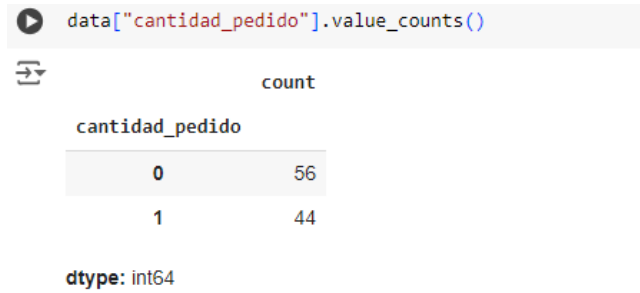 data["cantidad_pedido"].value_counts()
count
cantidad_pedido
0 56
1 44
dtype: int64